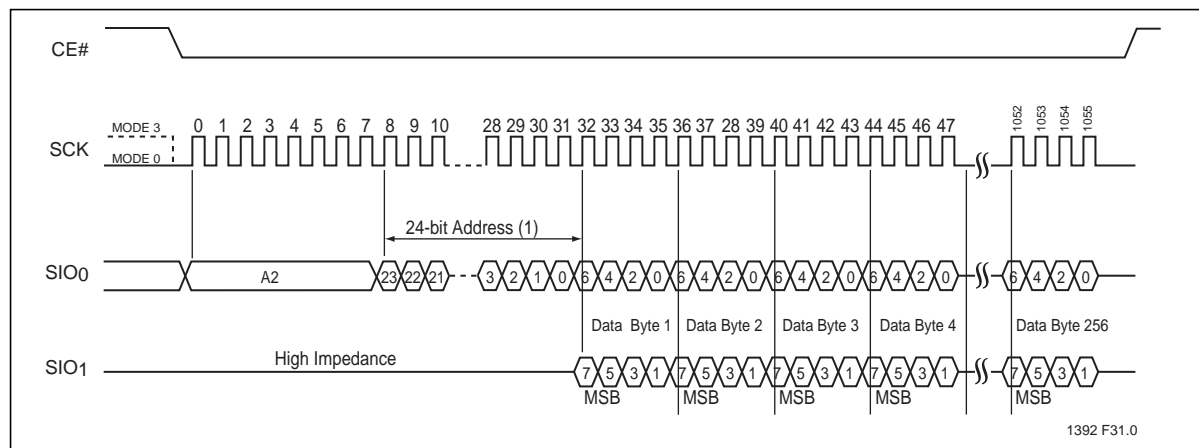 CE#
1052 1053 1054 1055
MODE 3 0 1 2 3 4 5 6 7 8 9 10 28 29 30 31 32 33 34 35 36 37 28 39 40 41 42 43 44 45 46 47
SCK
MODE 0
24-bit Address (1)
SIO0 A2 23 22 21 3 2 1 0 6 4 2 0 6 4 2 0 6 4 2 0 6 4 2 0 6 4 2 0
Data Byte 1 Data Byte 2 Data Byte 3 Data Byte 4 Data Byte 256
High Impedance
SIO1 7 5 3 1 7 5 3 1 7 5 3 1 7 5 3 1 7 5 3 1
MSB MSB MSB MSB MSB
1392 F31.0